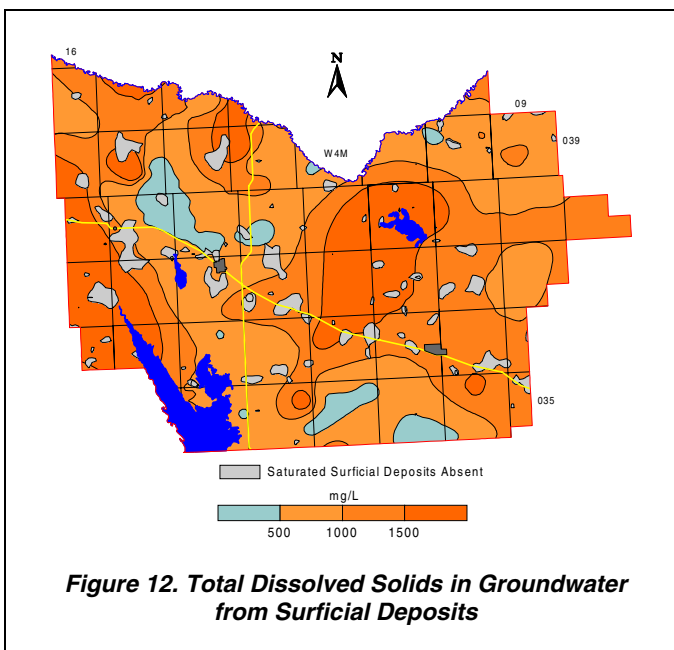 16
N
09
039
W4M
035
Saturated Surficial Deposits Absent
mg/L
500 1000 1500
Figure 12. Total Dissolved Solids in Groundwater
from Surficial Deposits